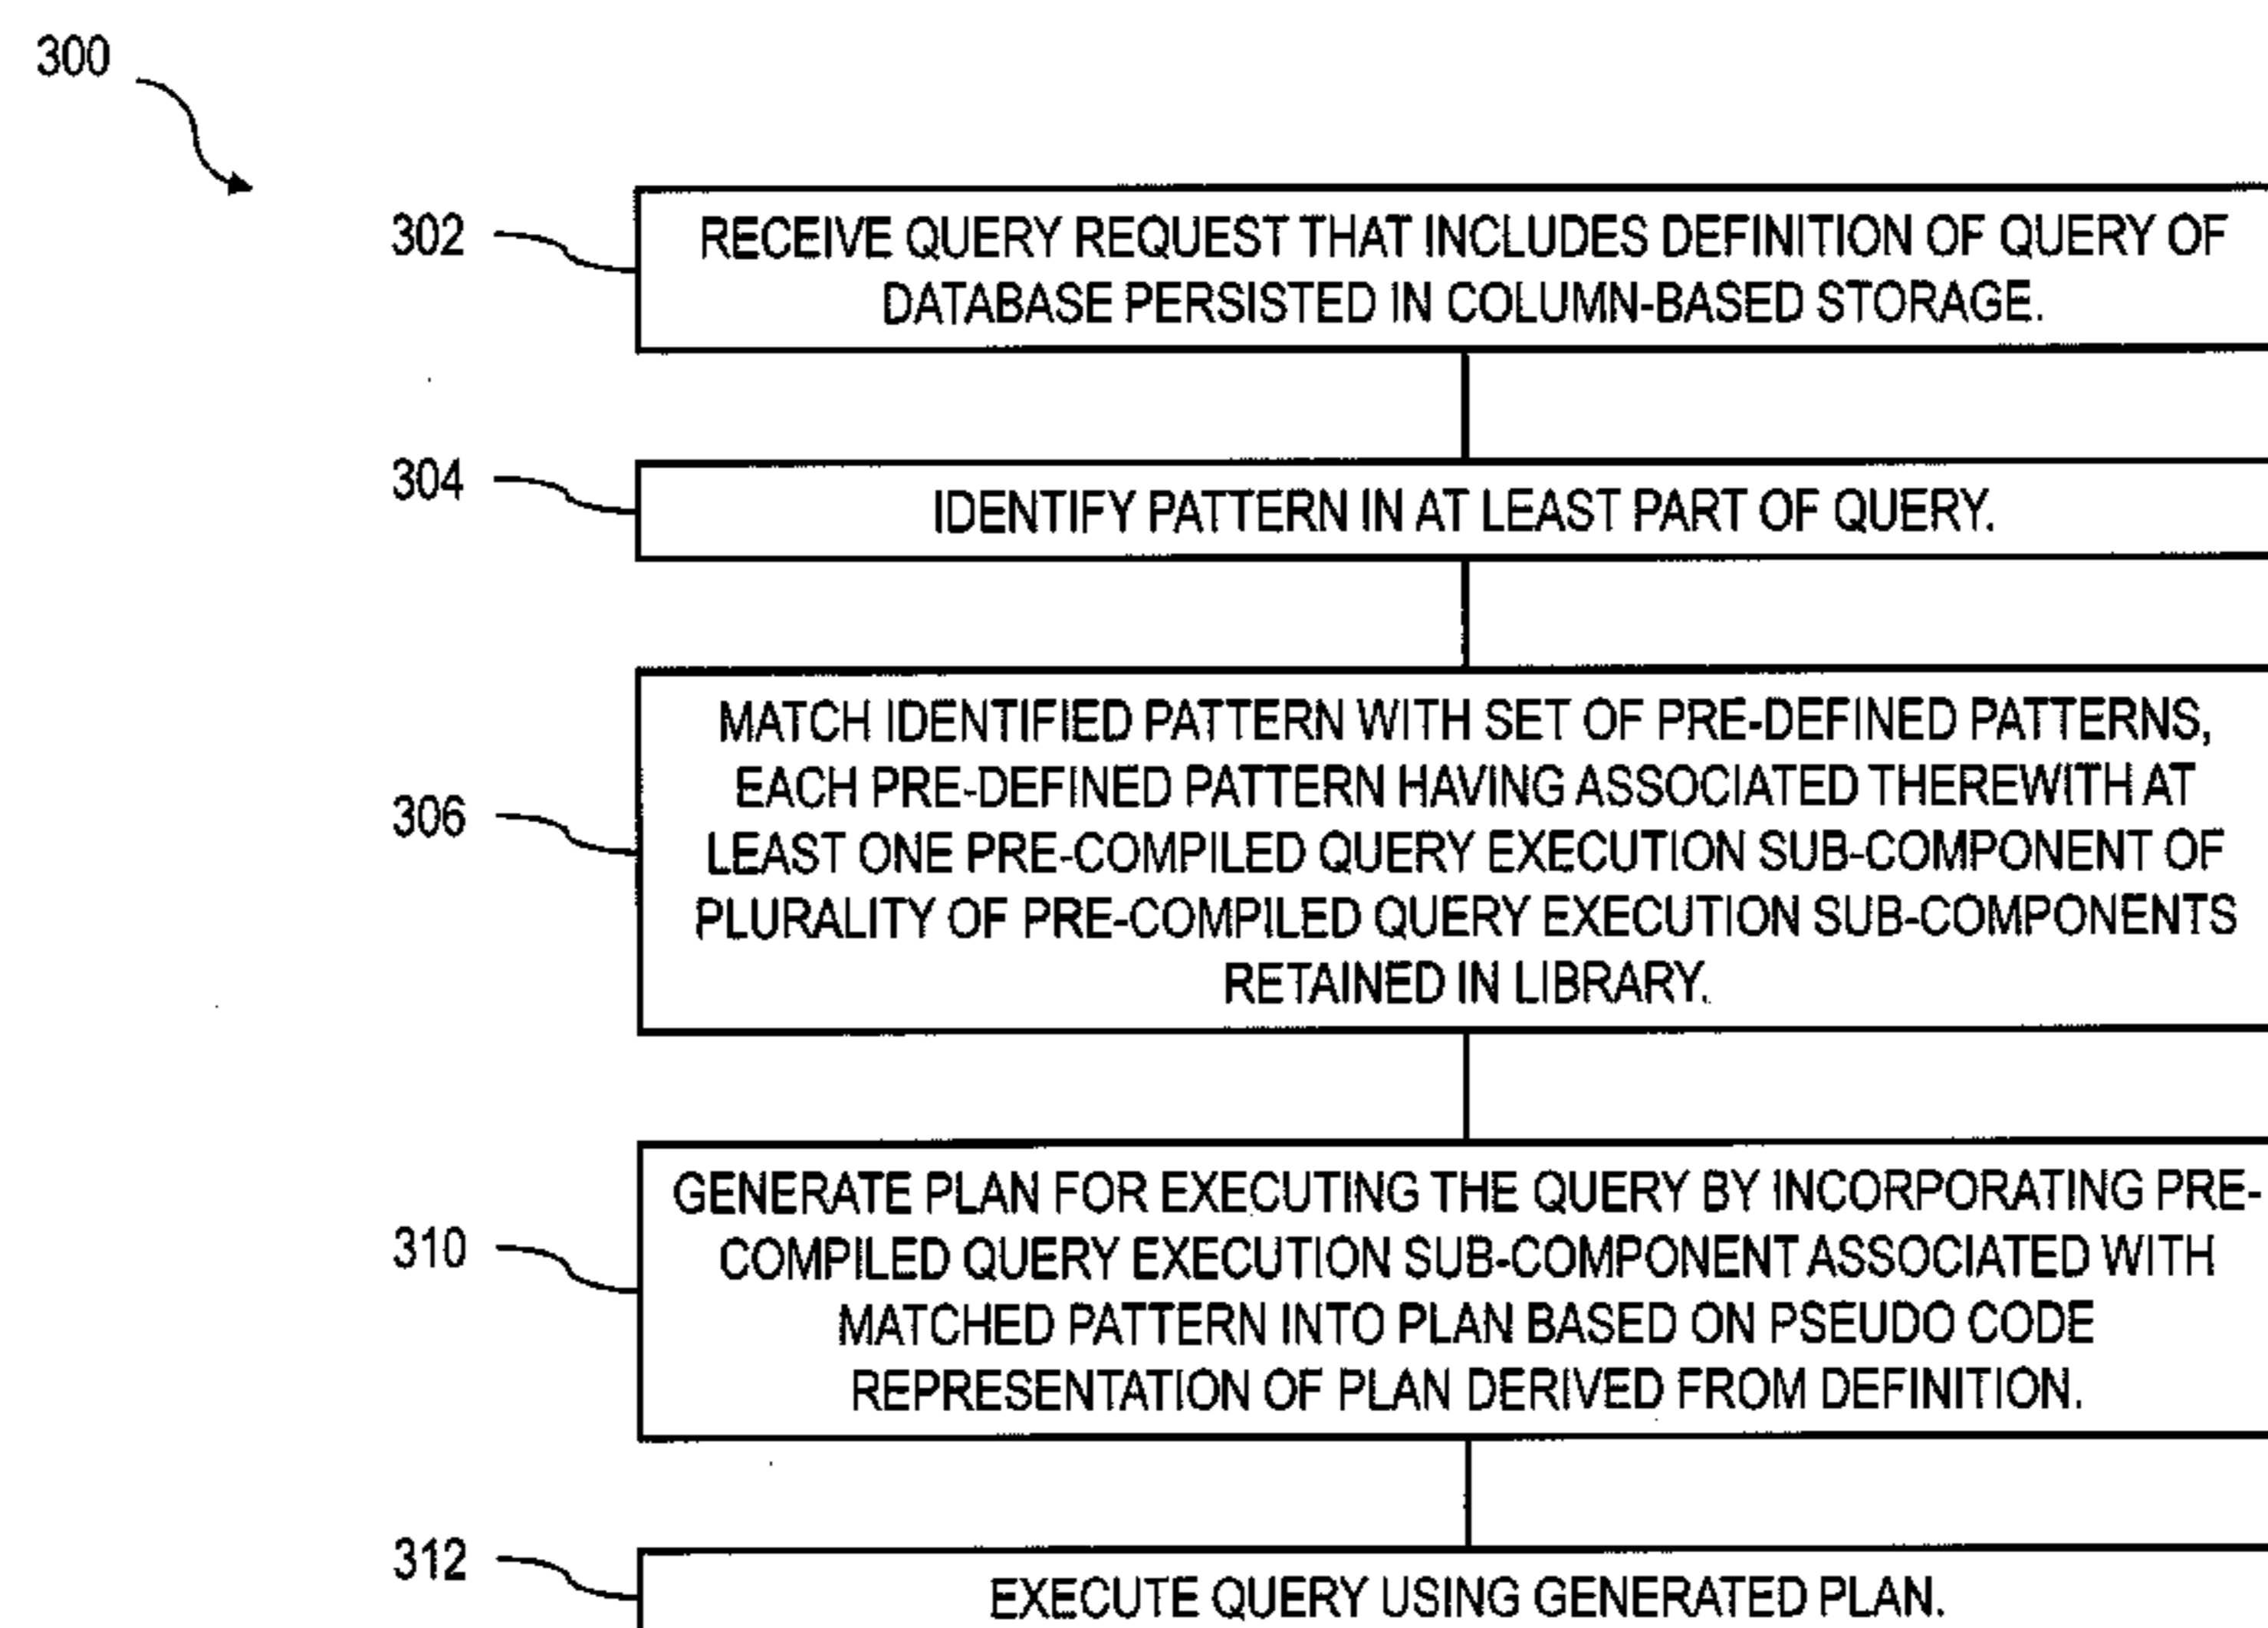 300
302
RECEIVE QUERY REQUEST THAT INCLUDES DEFINITION OF QUERY OF
DATABASE PERSISTED IN COLUMN-BASED STORAGE.
304
IDENTIFY PATTERN IN AT LEAST PART OF QUERY.
306
MATCH IDENTIFIED PATTERN WITH SET OF PRE-DEFINED PATTERNS,
EACH PRE-DEFINED PATTERN HAVING ASSOCIATED THEREWITH AT
LEAST ONE PRE-COMPILED QUERY EXECUTION SUB-COMPONENT OF
PLURALITY OF PRE-COMPILED QUERY EXECUTION SUB-COMPONENTS
RETAINED IN LIBRARY.
310
GENERATE PLAN FOR EXECUTING THE QUERY BY INCORPORATING PRE-
COMPILED QUERY EXECUTION SUB-COMPONENT ASSOCIATED WITH
MATCHED PATTERN INTO PLAN BASED ON PSEUDO CODE
REPRESENTATION OF PLAN DERIVED FROM DEFINITION.
312
EXECUTE QUERY USING GENERATED PLAN.